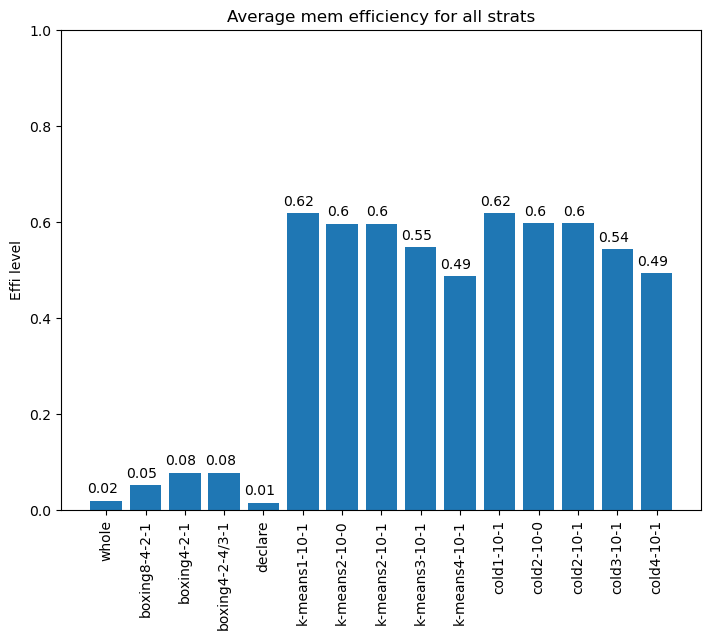 Average mem efficiency for all strats
Effi level
1.0
0.8
0.6
0.4
0.2
0.0
0.02
0.05
0.08
0.08
0.01
0.62
0.6
0.6
0.55
0.49
0.62
0.6
0.6
0.54
0.49
whole
boxing8-4-2-1
boxing4-2-1
boxing4-2-4/3-1
declare
k-means1-10-1
k-means2-10-0
k-means2-10-1
k-means3-10-1
k-means4-10-1
cold1-10-1
cold2-10-0
cold2-10-1
cold3-10-1
cold4-10-1